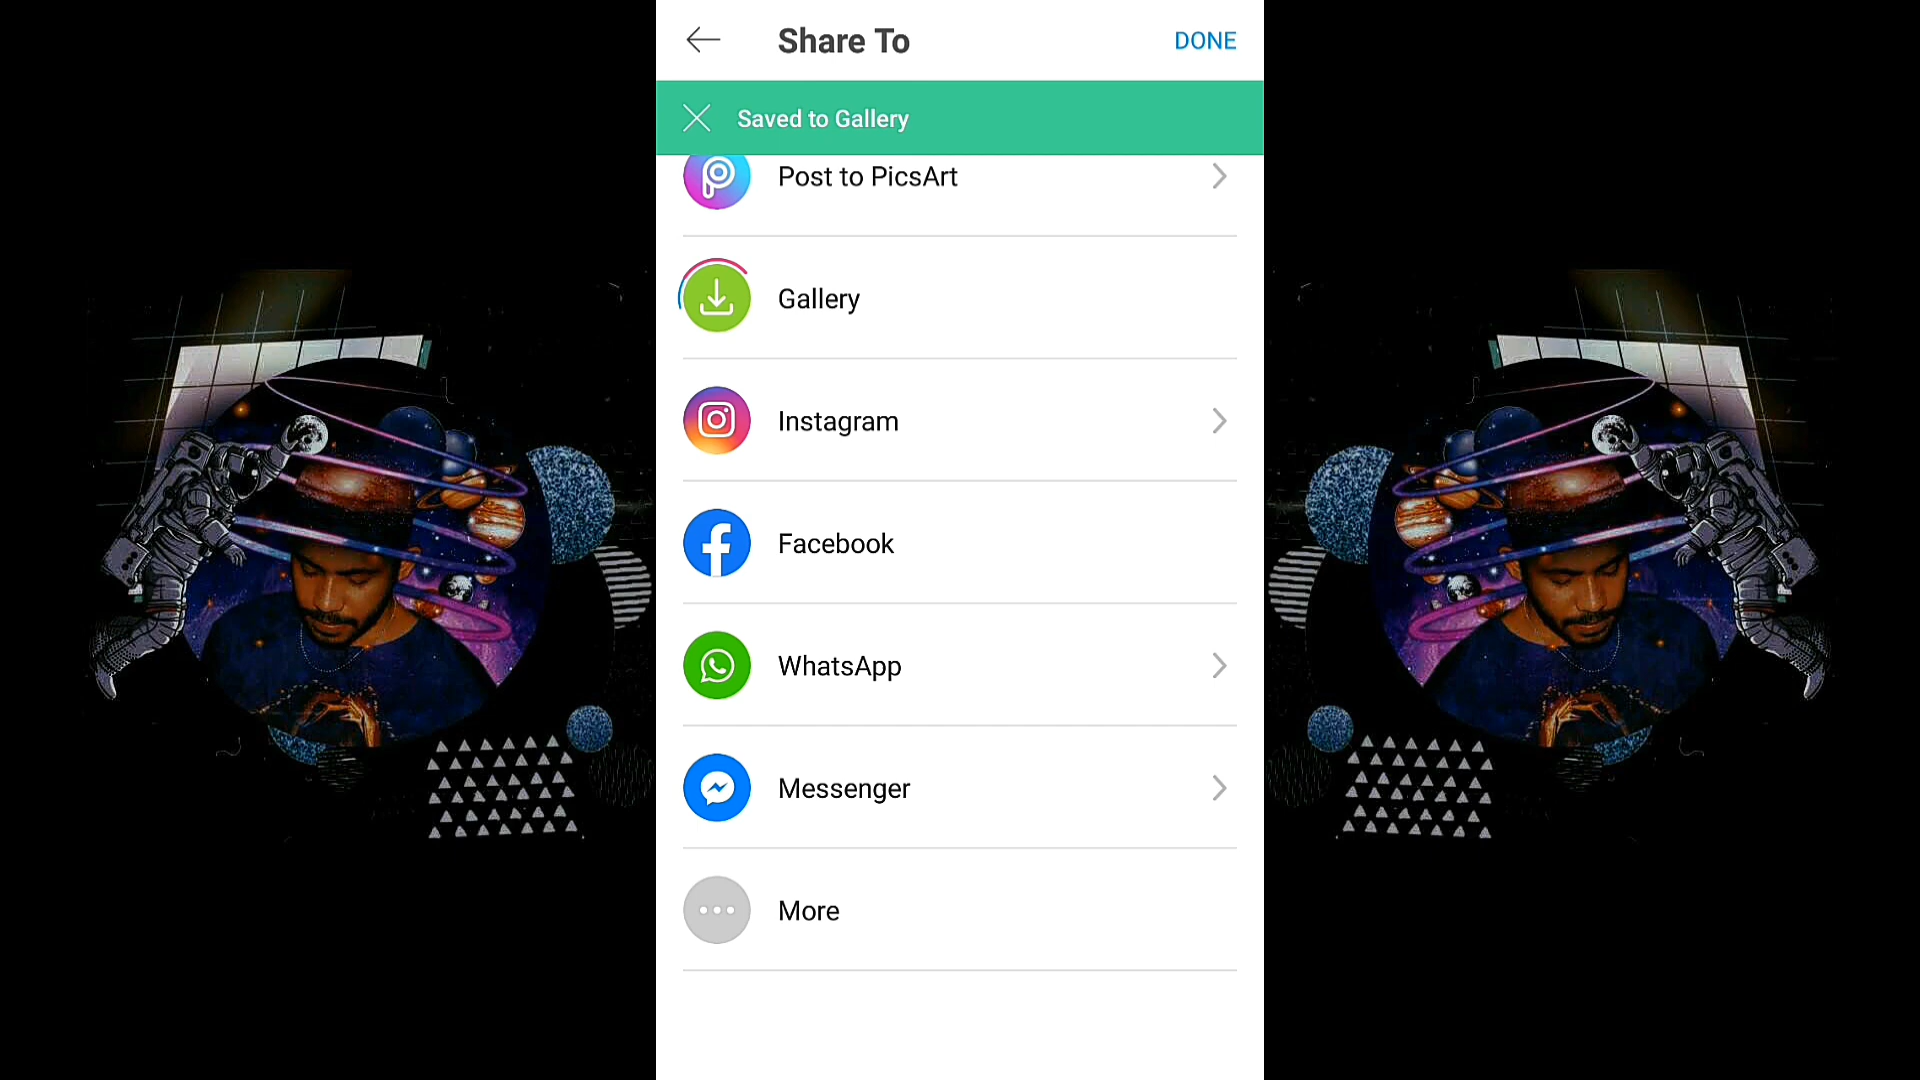 Share To
DONE
Saved to Gallery
Post to PicsArt
Gallery
Instagram
Facebook
WhatsApp
Messenger
More